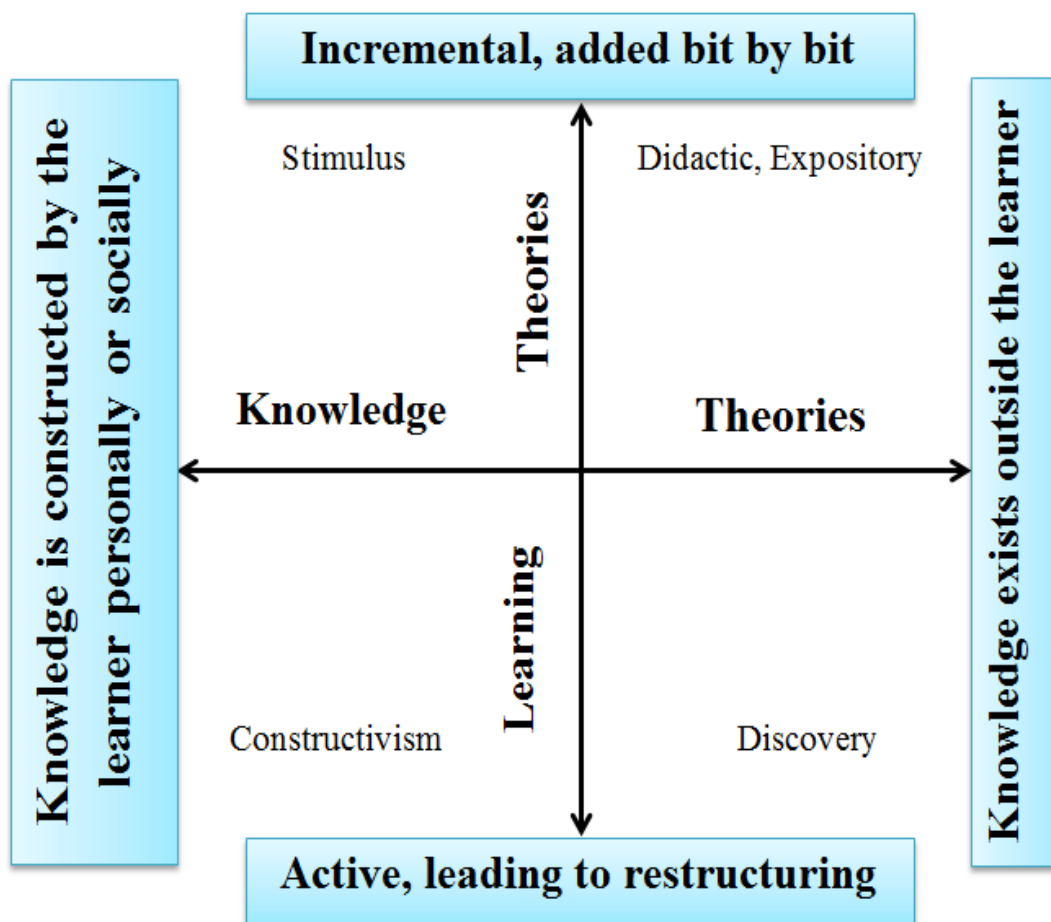 Incremental, added bit by bit
Knowledge is constructed by the
learner personally or socially
Knowledge exists outside the learner
Stimulus
Didactic, Expository
Theories
Knowledge
Theories
Learning
Constructivism
Discovery
Active, leading to restructuring